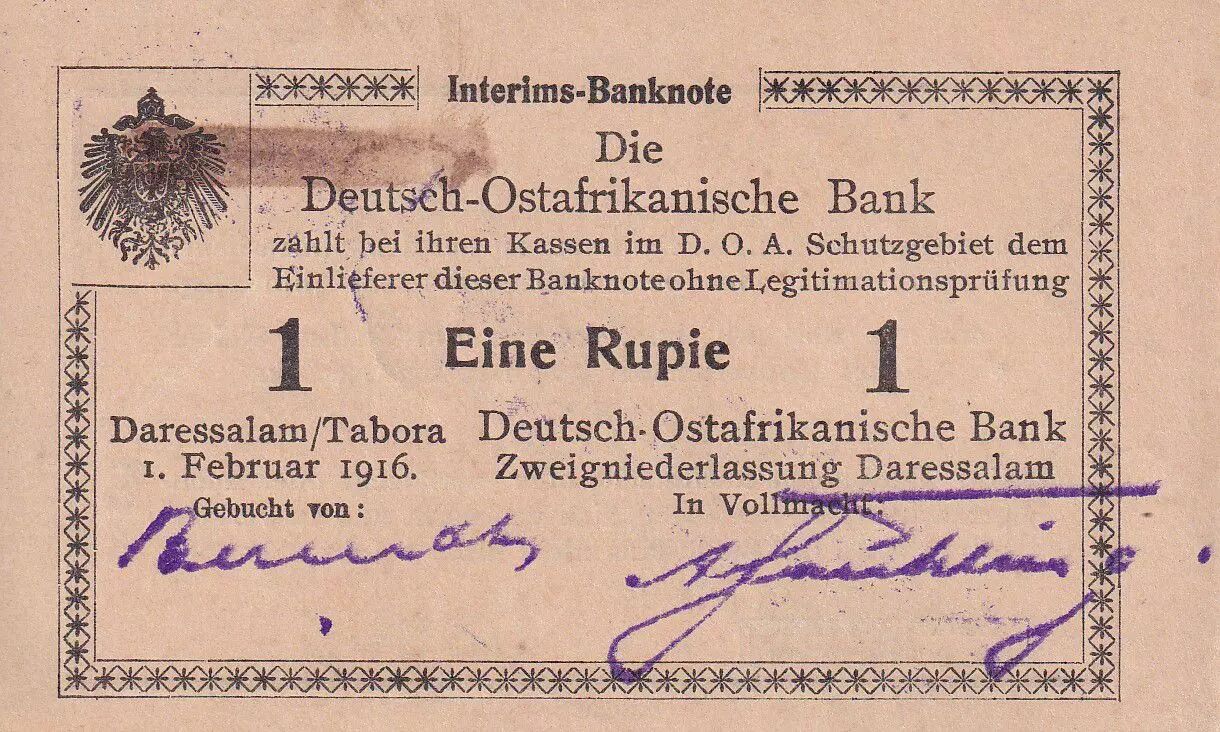 Interims-Banknote
Die
Deutsch-Ostafrikanische Bank
zahlt bei ihren Kassen im D. O. A. Schutzgebiet dem
Einlieferer dieser Banknote ohne Legitimationsprüfung
1 Eine Rupie 1
Daressalam/Tabora
1. Februar 1916.
Gebucht von:
Deutsch-Ostafrikanische Bank
Zweigniederlassung Daressalam
In Vollmacht: